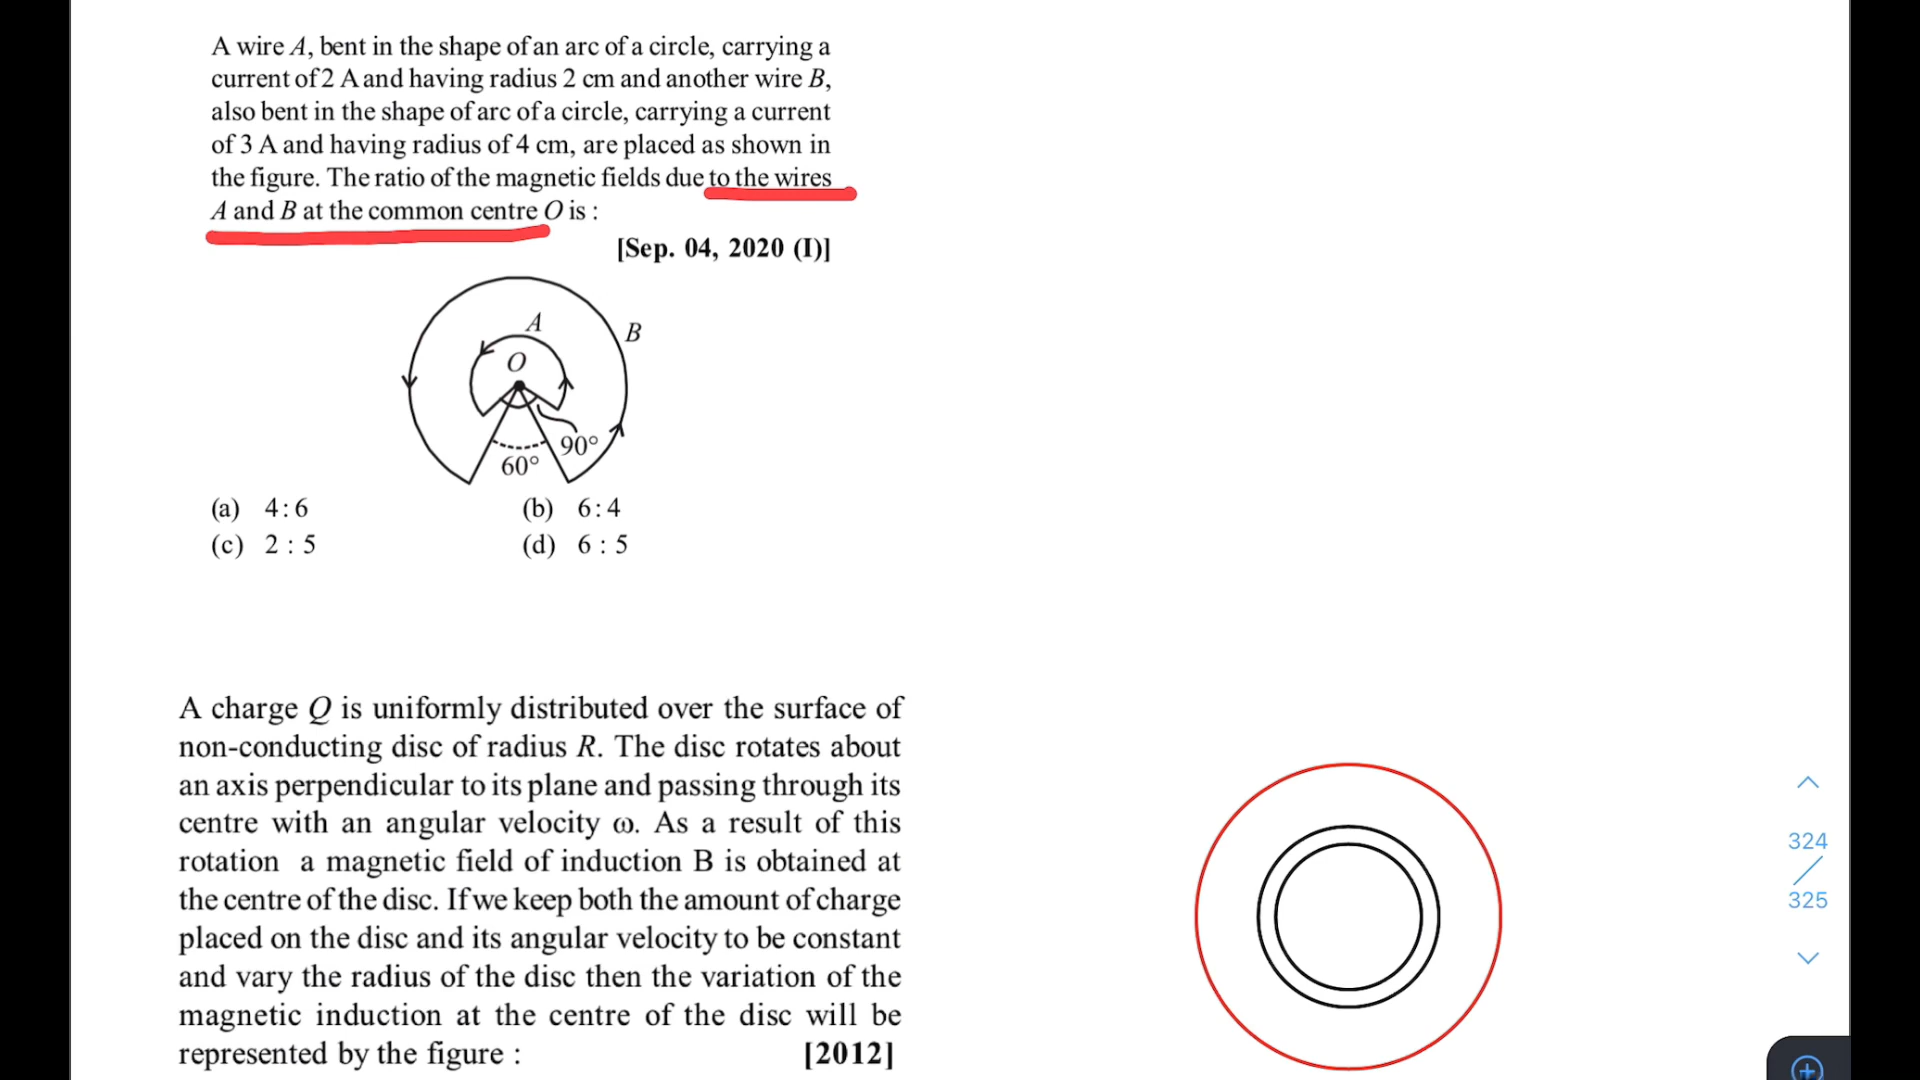 A wire A, bent in the shape of an arc of a circle, carrying a
current of 2 A and having radius 2 cm and another wire B,
also bent in the shape of arc of a circle, carrying a current
of 3 A and having radius of 4 cm, are placed as shown in
the figure. The ratio of the magnetic fields due to the wires
A and B at the common centre O is :
[Sep. 04, 2020 (I)]
A
B
O
90°
60°
(a) 4 : 6
(b) 6 : 4
(c) 2 : 5
(d) 6 : 5
A charge Q is uniformly distributed over the surface of
non-conducting disc of radius R. The disc rotates about
an axis perpendicular to its plane and passing through its
centre with an angular velocity ω. As a result of this
rotation a magnetic field of induction B is obtained at
the centre of the disc. If we keep both the amount of charge
placed on the disc and its angular velocity to be constant
and vary the radius of the disc then the variation of the
magnetic induction at the centre of the disc will be
represented by the figure :
[2012]
324
/
325